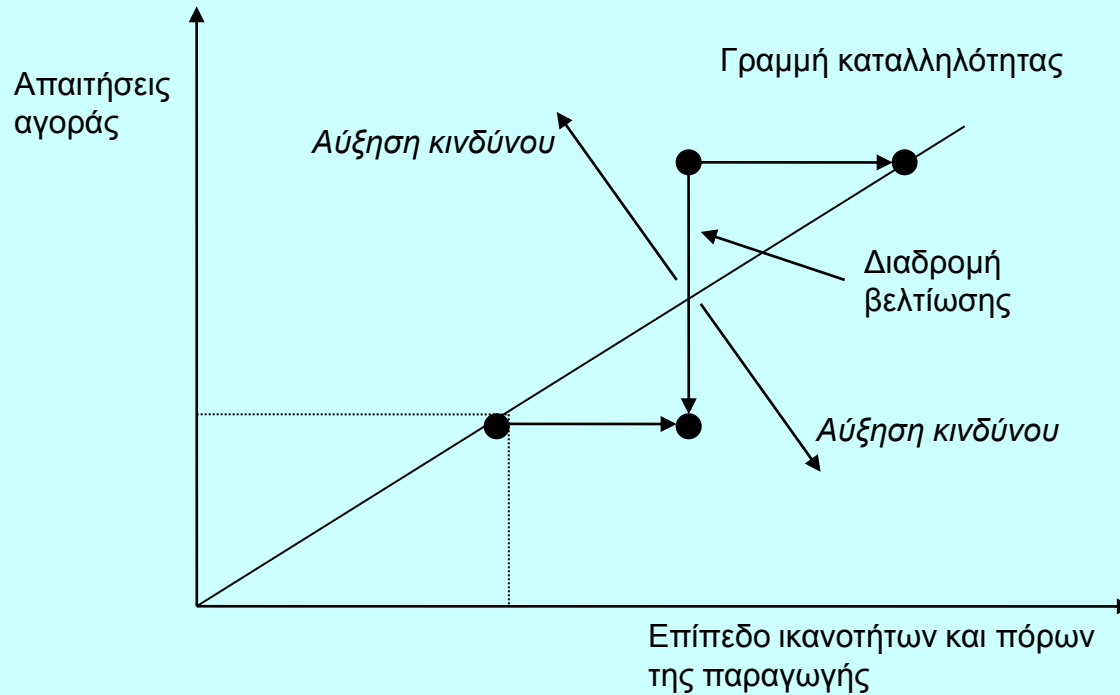 Απαιτήσεις
αγοράς
Γραμμή καταλληλότητας
Αύξηση κινδύνου
Διαδρομή
βελτίωσης
Αύξηση κινδύνου
Επίπεδο ικανοτήτων και πόρων
της παραγωγής